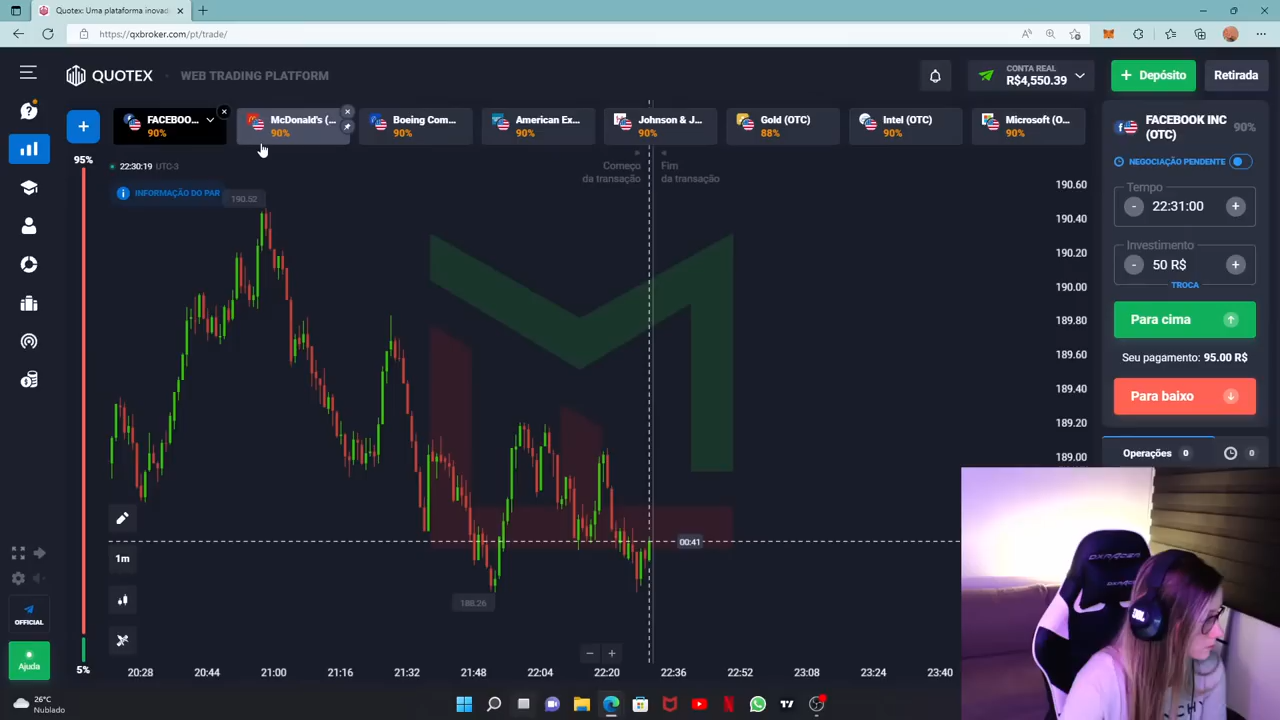 Quotex: Uma plataforma inovad
https://qxbroker.com/pt/trade/
QUOTEX
WEB TRADING PLATFORM
CONTA REAL
R$4,550.39
+ Depósito
Retirada
FACEBOO...
90%
McDonald's (...
90%
Boeing Com...
90%
American Ex...
90%
Johnson & J...
90%
Gold (OTC)
88%
Intel (OTC)
90%
Microsoft (O...
90%
FACEBOOK INC
(OTC)
90%
95%
22:30:19 UTC-3
INFORMAÇÃO DO PAR
190.52
Começo
da transação
Fim
da transação
190.60
190.40
190.20
190.00
189.80
189.60
189.40
189.20
189.00
NEGOCIAÇÃO PENDENTE
Tempo
- 22:31:00 +
Investimento
- 50 R$ +
TROCA
Para cima
Seu pagamento: 95.00 R$
Para baixo
Operações 0
0
00:41
188.26
1m
OFFICIAL
Ajuda
5%
20:28 20:44 21:00 21:16 21:32 21:48 22:04 22:20 22:36 22:52 23:08 23:24 23:40
26°C
Nublado
DXRACER
JBL